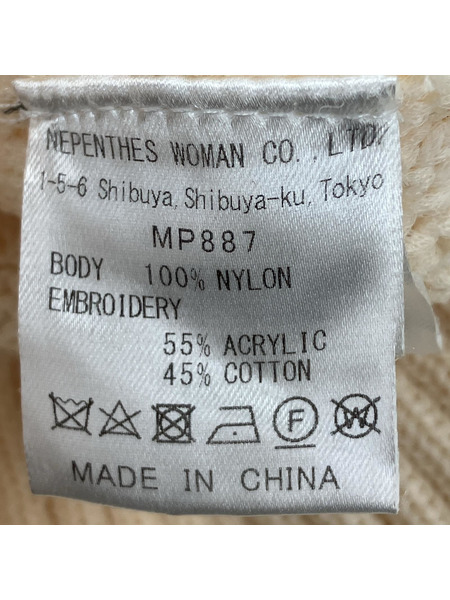 NEPENTHES WOMAN CO., LTD.
1-5-6 Shibuya, Shibuya-ku, Tokyo
MP887
BODY 100% NYLON
EMBROIDERY
55% ACRYLIC
45% COTTON
F W
MADE IN CHINA